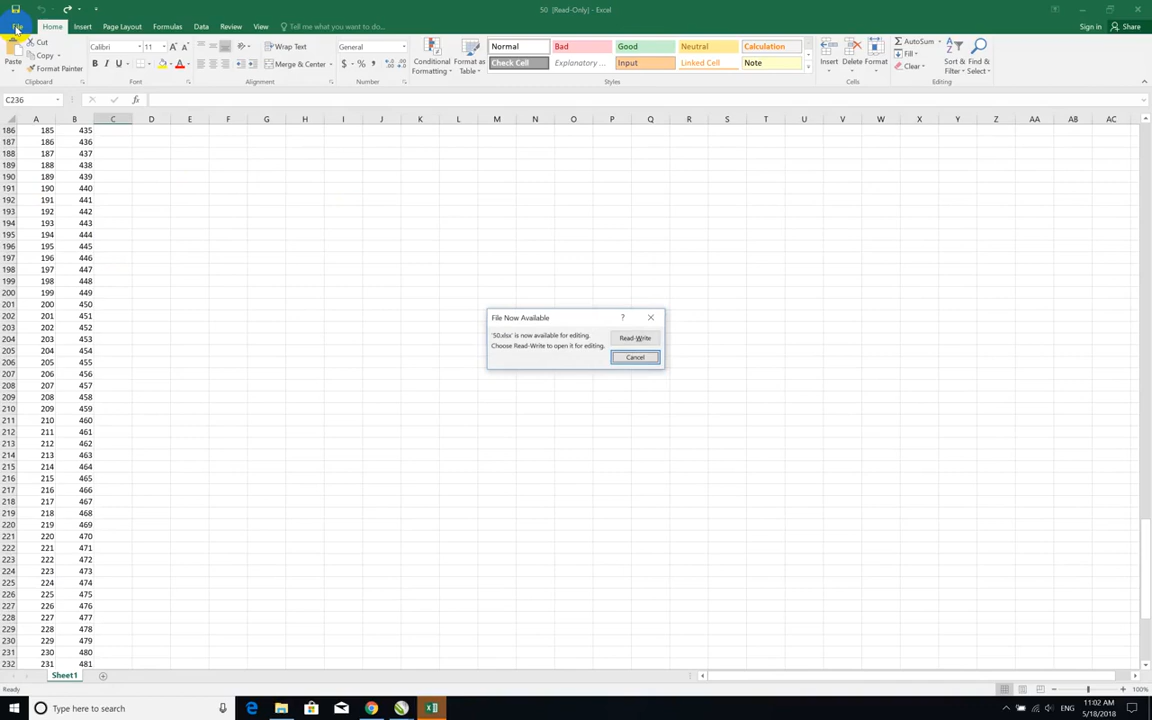 50 [Read-Only] - Excel
File Home Insert Page Layout Formulas Data Review View Tell me what you want to do... Sign in Share
Paste Cut Copy Format Painter Clipboard
Calibri 11 B I U Font
Wrap Text Merge & Center Alignment
General $ % , Number
Conditional Formatting Format as Table
Normal Bad Good Neutral Calculation
Check Cell Explanatory ... Input Linked Cell Note
Styles
Insert Delete Format Cells
AutoSum Fill Clear Sort & Filter Find & Select Editing
C236 fx
A B C D E F G H I J K L M N O P Q R S T U V W X Y Z AA AB AC
186 185 435
187 186 436
188 187 437
189 188 438
190 189 439
191 190 440
192 191 441
193 192 442
194 193 443
195 194 444
196 195 445
197 196 446
198 197 447
199 198 448
200 199 449
201 200 450
202 201 451
203 202 452
204 203 453
205 204 454
206 205 455
207 206 456
208 207 457
209 208 458
210 209 459
211 210 460
212 211 461
213 212 462
214 213 463
215 214 464
216 215 465
217 216 466
218 217 467
219 218 468
220 219 469
221 220 470
222 221 471
223 222 472
224 223 473
225 224 474
226 225 475
227 226 476
228 227 477
229 228 478
230 229 479
231 230 480
232 231 481
File Now Available ?
'50.xlsx' is now available for editing.
Choose Read-Write to open it for editing.
Read-Write
Cancel
Sheet1
Ready 100%
Type here to search
ENG 11:02 AM
5/18/2018